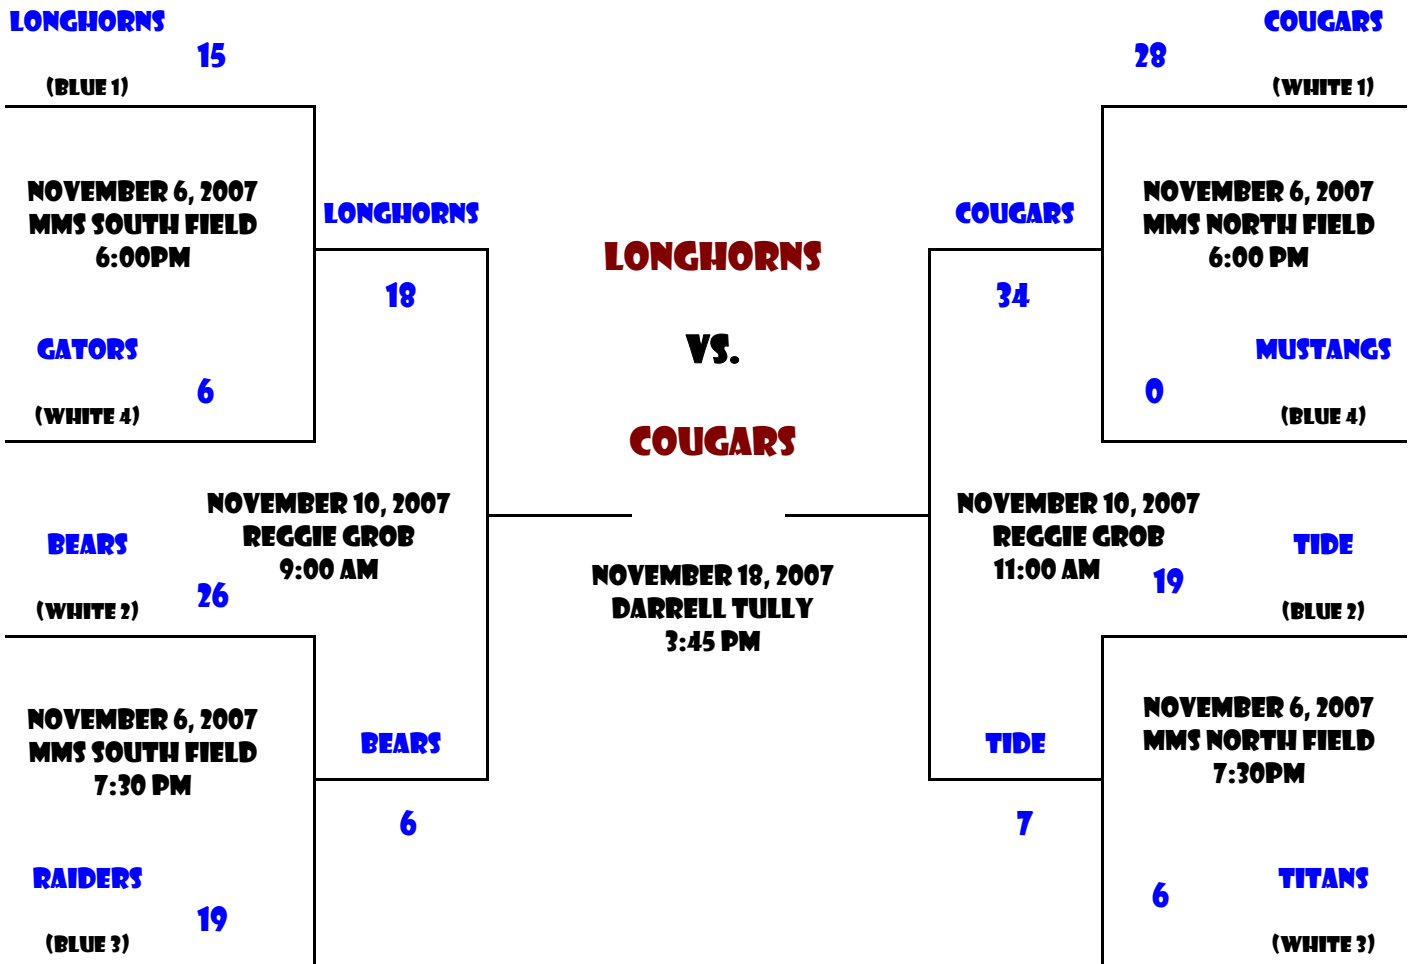 LONGHORNS
15
(BLUE 1)
NOVEMBER 6, 2007
MMS SOUTH FIELD
6:00PM
GATORS
6
(WHITE 4)
BEARS
26
(WHITE 2)
NOVEMBER 6, 2007
MMS SOUTH FIELD
7:30 PM
RAIDERS
19
(BLUE 3)
LONGHORNS
18
NOVEMBER 10, 2007
REGGIE GROB
9:00 AM
BEARS
6
LONGHORNS
VS.
COUGARS
NOVEMBER 18, 2007
DARRELL TULLY
3:45 PM
COUGARS
34
NOVEMBER 10, 2007
REGGIE GROB
11:00 AM
TIDE
7
COUGARS
28
(WHITE 1)
NOVEMBER 6, 2007
MMS NORTH FIELD
6:00 PM
MUSTANGS
0
(BLUE 4)
TIDE
19
(BLUE 2)
NOVEMBER 6, 2007
MMS NORTH FIELD
7:30PM
TITANS
6
(WHITE 3)